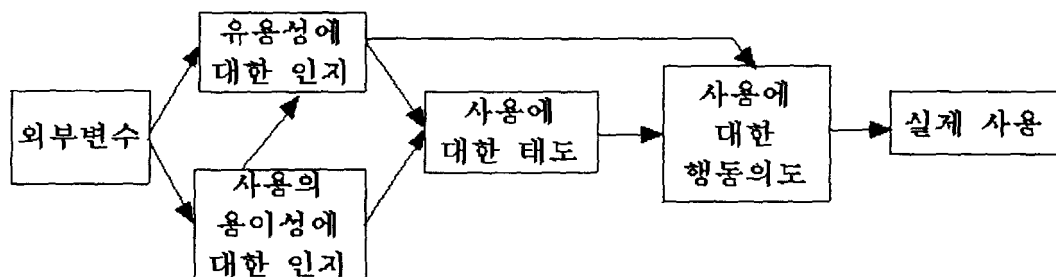 외부변수
유용성에
대한 인지
사용의
용이성에
대한 인지
사용에
대한 태도
사용에
대한
행동의도
실제 사용